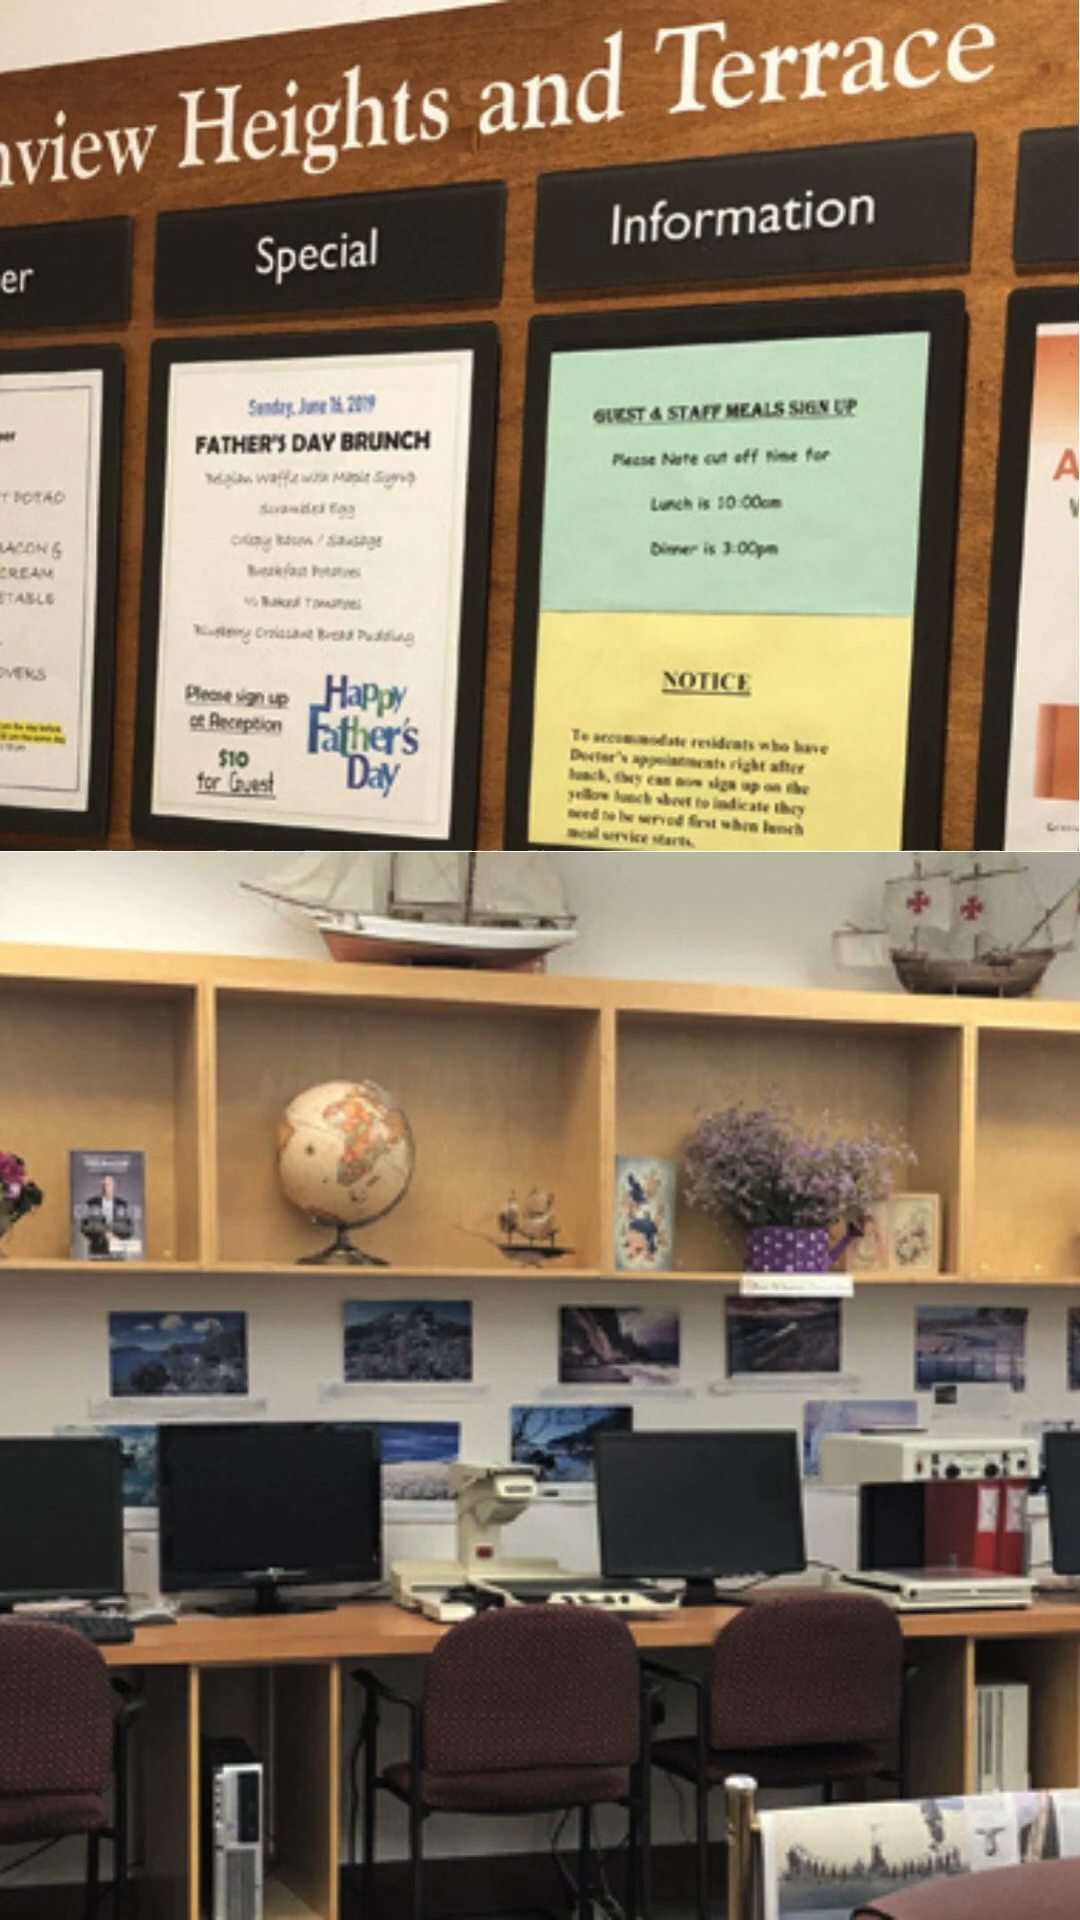 nview Heights and Terrace
er
Special
Information
T POTAO
BACON &
CREAM
ETABLE
OVERS
Sunday, June 16, 2019
FATHER'S DAY BRUNCH
Belgian Waffle with Maple Syrup
Scrambled Egg
Crispy Bacon / Sausage
Breakfast Potatoes
½ Baked Tomatoes
Blueberry Croissant Bread Pudding
Please sign up
at Reception
$10
for Guest
Happy
Father's
Day
GUEST & STAFF MEALS SIGN UP
Please Note cut off time for
Lunch is 10:00am
Dinner is 3:00pm
NOTICE
To accommodate residents who have
Doctor's appointments right after
lunch, they can now sign up on the
yellow lunch sheet to indicate they
need to be served first when lunch
meal service starts.
A